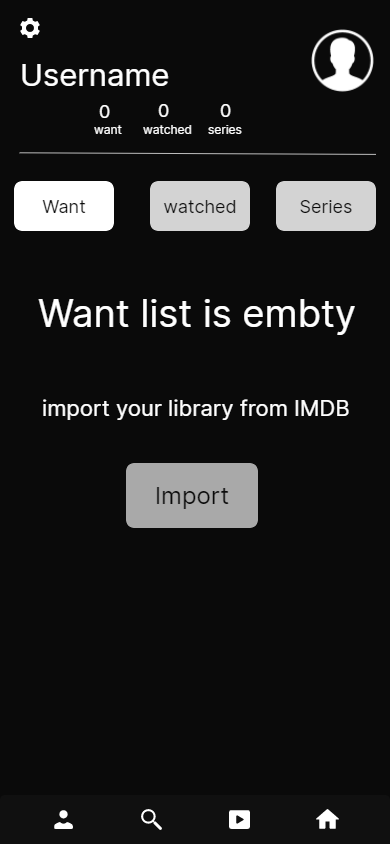 Username
0 0 0
want watched series
Want watched Series
Want list is embty
import your library from IMDB
Import